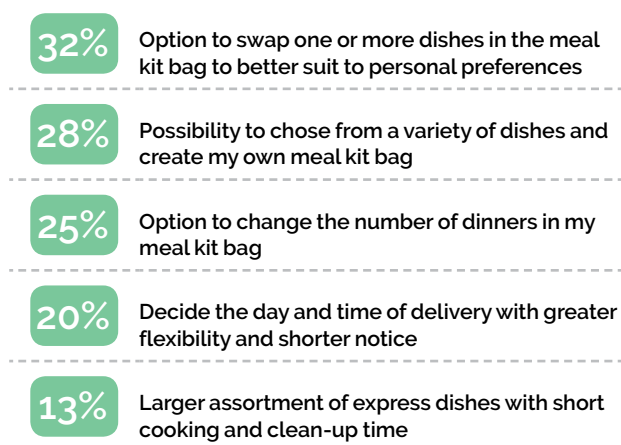 32%
Option to swap one or more dishes in the meal
kit bag to better suit to personal preferences
28%
Possibility to chose from a variety of dishes and
create my own meal kit bag
25%
Option to change the number of dinners in my
meal kit bag
20%
Decide the day and time of delivery with greater
flexibility and shorter notice
13%
Larger assortment of express dishes with short
cooking and clean-up time